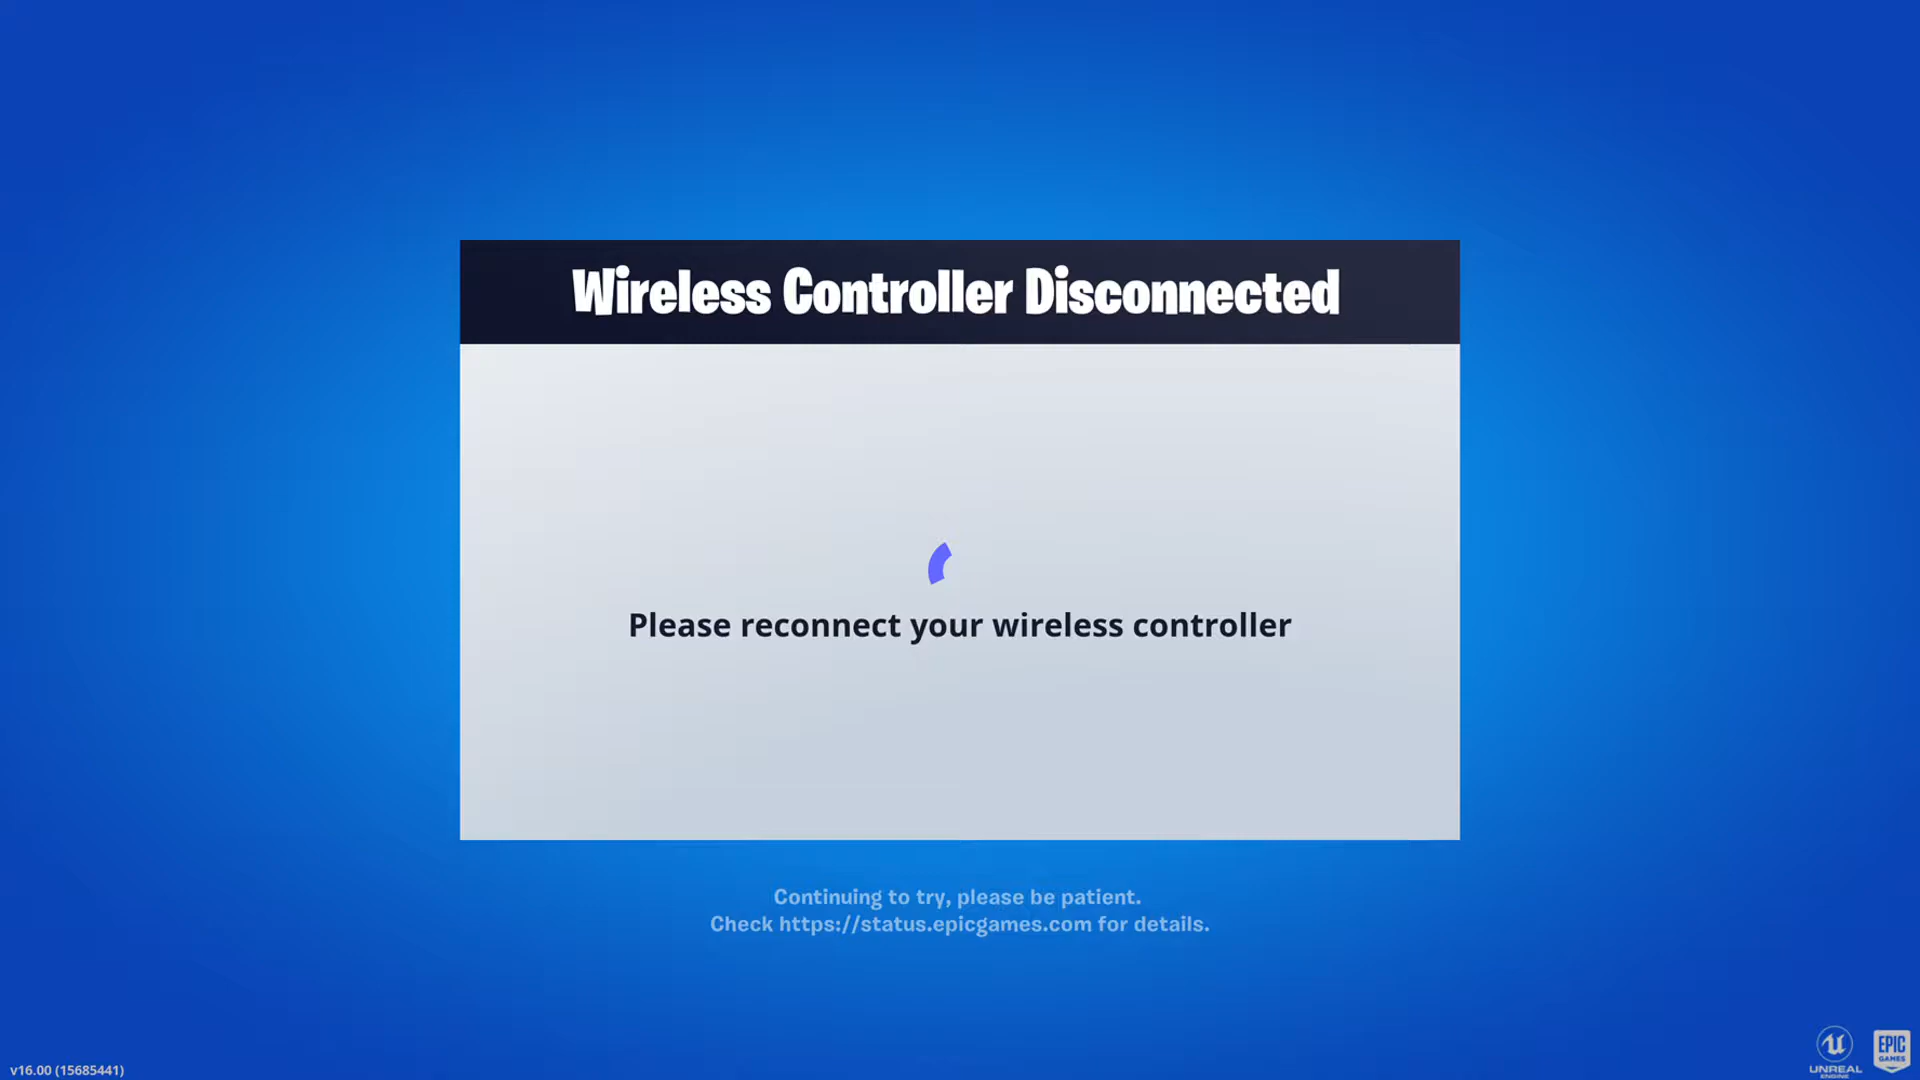 Wireless Controller Disconnected
Please reconnect your wireless controller
Continuing to try, please be patient.
Check https://status.epicgames.com for details.
v16.00 (15685441)
UNREAL
ENGINE
EPIC
GAMES